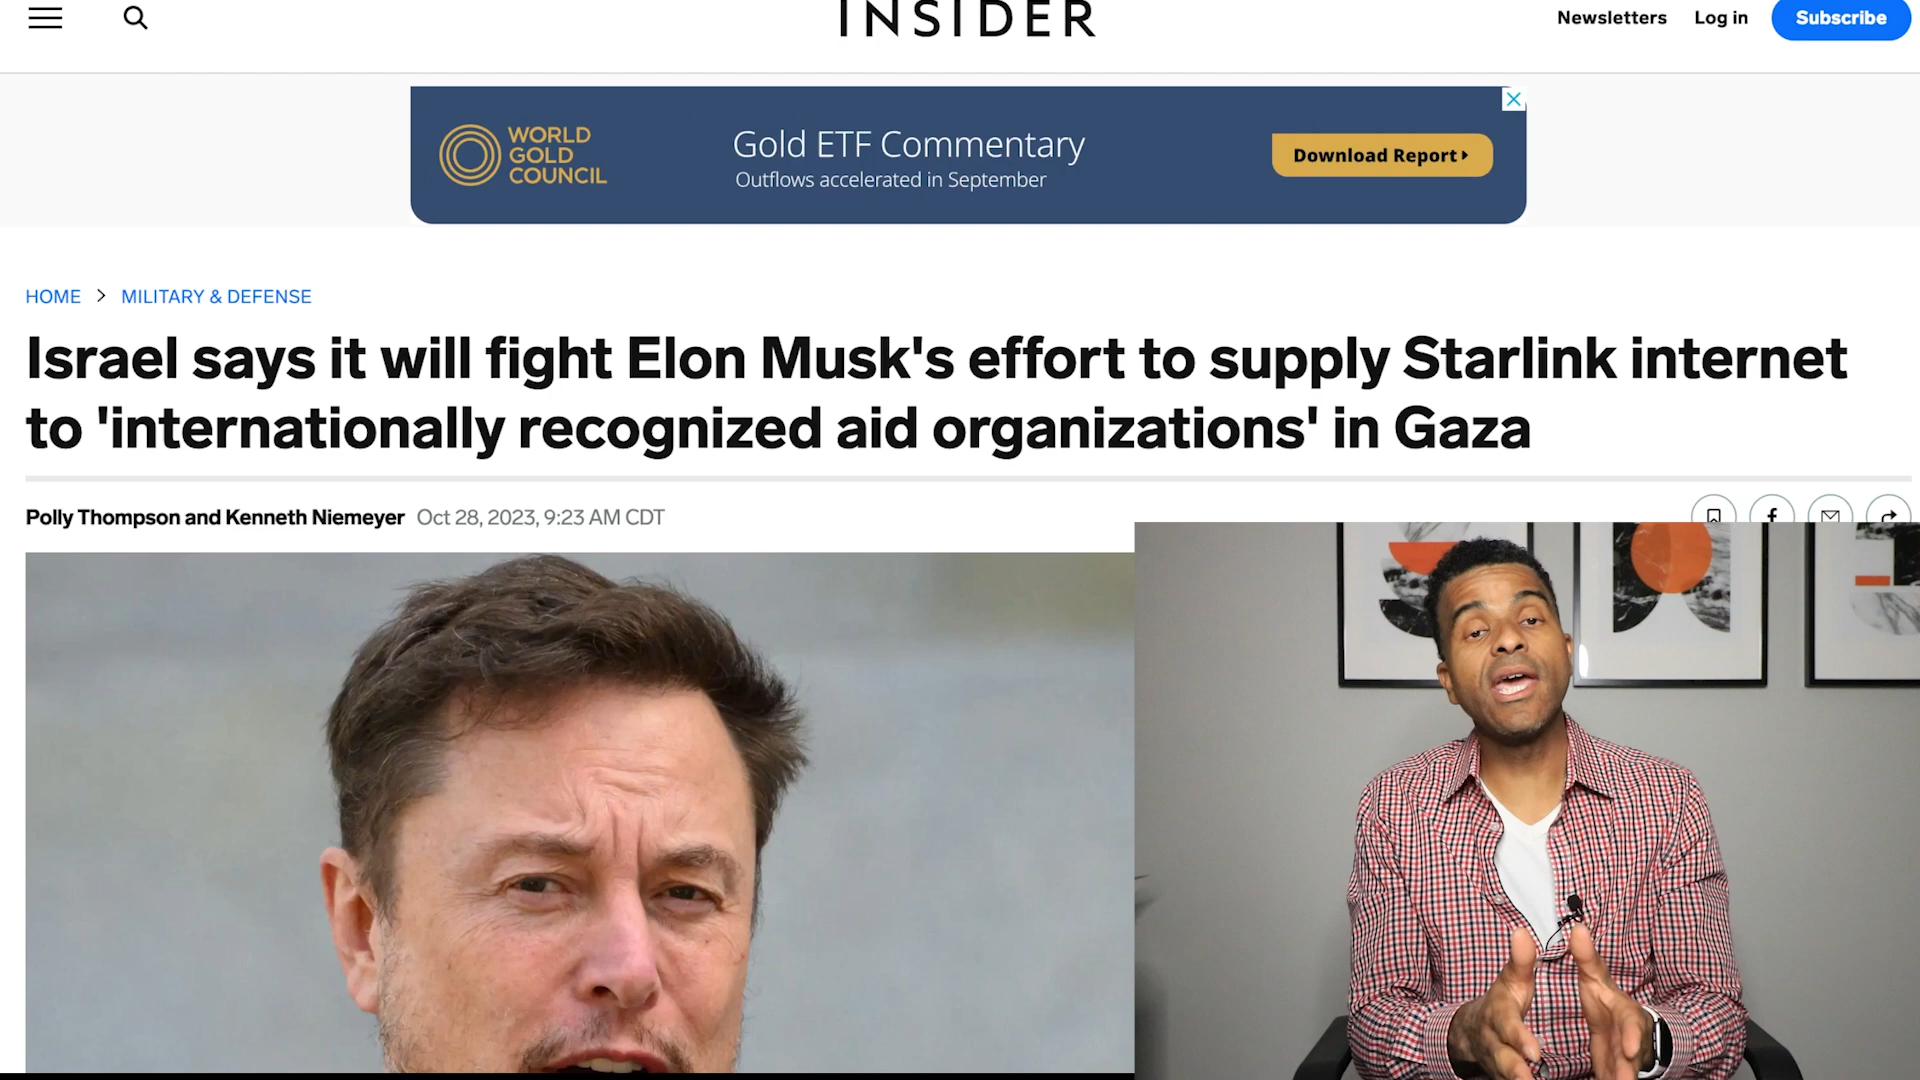 INSIDER
Newsletters
Log in
Subscribe
WORLD
GOLD
COUNCIL
Gold ETF Commentary
Outflows accelerated in September
Download Report
HOME > MILITARY & DEFENSE
Israel says it will fight Elon Musk's effort to supply Starlink internet
to 'internationally recognized aid organizations' in Gaza
Polly Thompson and Kenneth Niemeyer Oct 28, 2023, 9:23 AM CDT